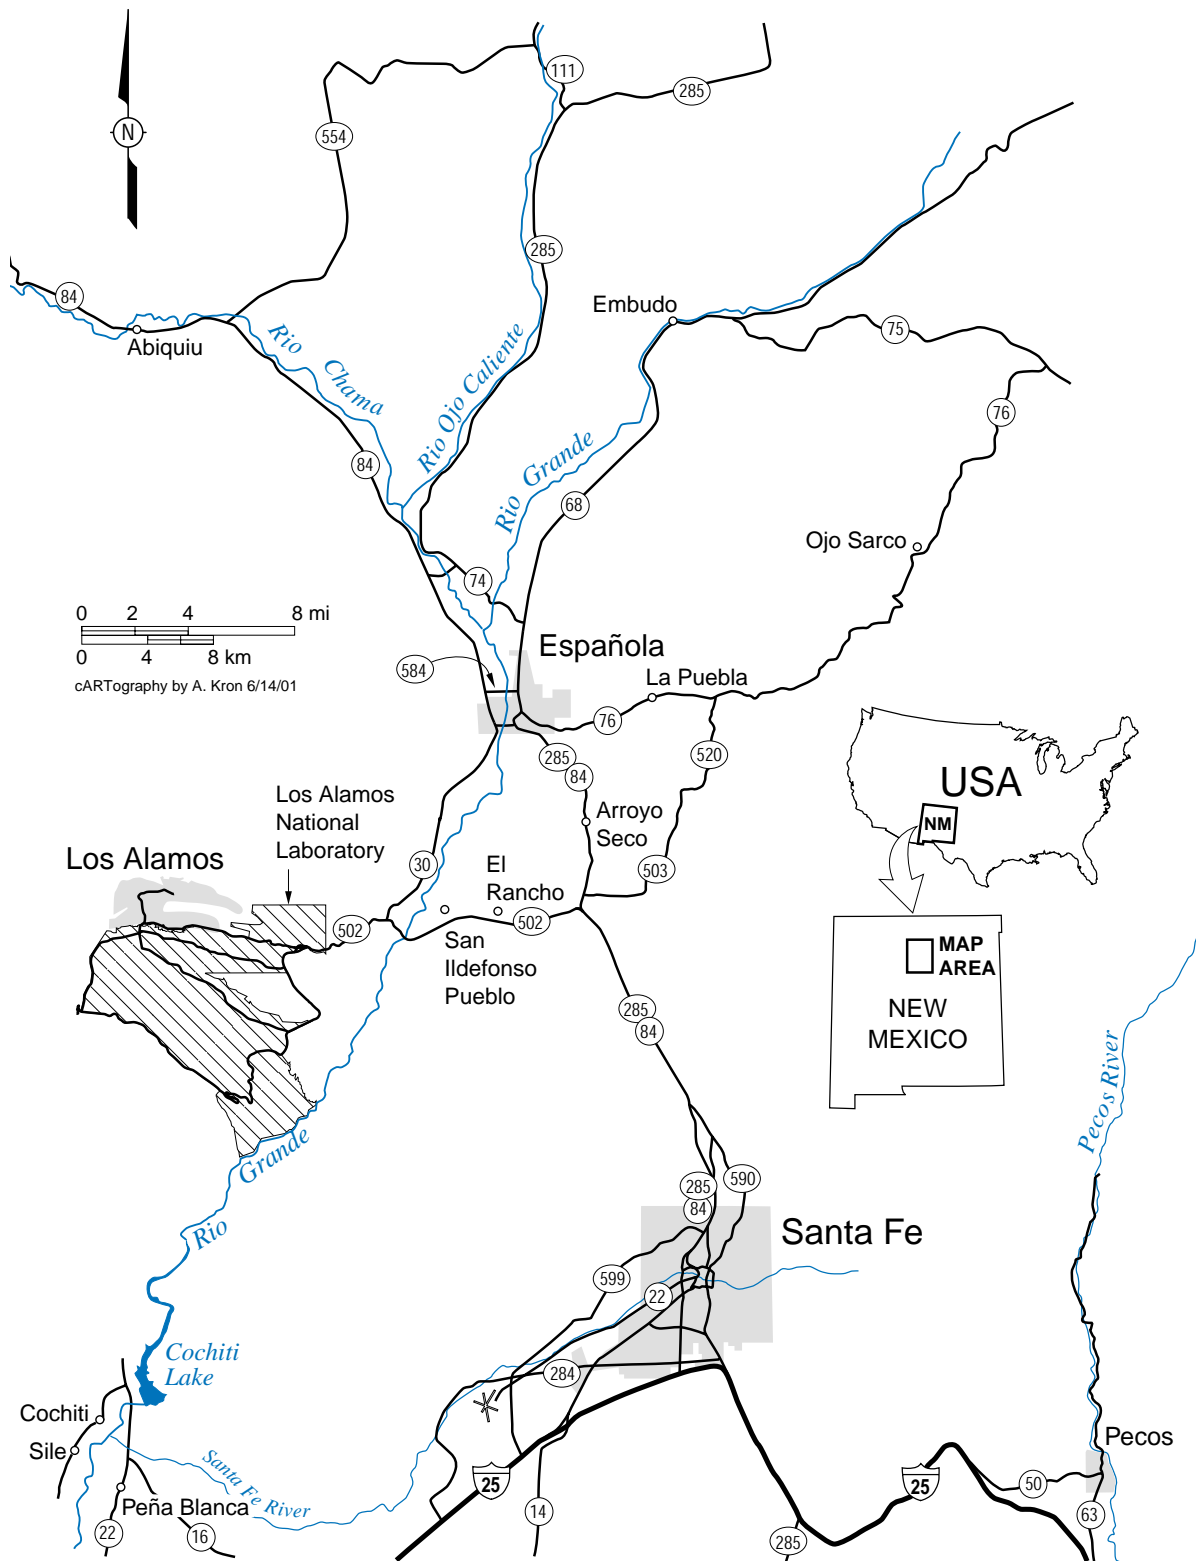 111
285
N
554
285
84
Embudo
Abiquiu
75
Rio Chama
Rio Ojo Caliente
76
84
Rio Grande
68
Ojo Sarco
74
0 2 4 8 mi
0 4 8 km
cARTography by A. Kron 6/14/01
Española
584
La Puebla
76
285
84
520
USA
NM
Los Alamos
National
Laboratory
Arroyo
Seco
Los Alamos
30
El
Rancho
503
502
502
San
Ildefonso
Pueblo
MAP
AREA
NEW
MEXICO
285
84
Pecos River
Rio Grande
590
285
84
Santa Fe
599
22
Cochiti
Lake
284
Cochiti
Sile
Pecos
Santa Fe River
25
25
50
Peña Blanca
22
16
14
285
63